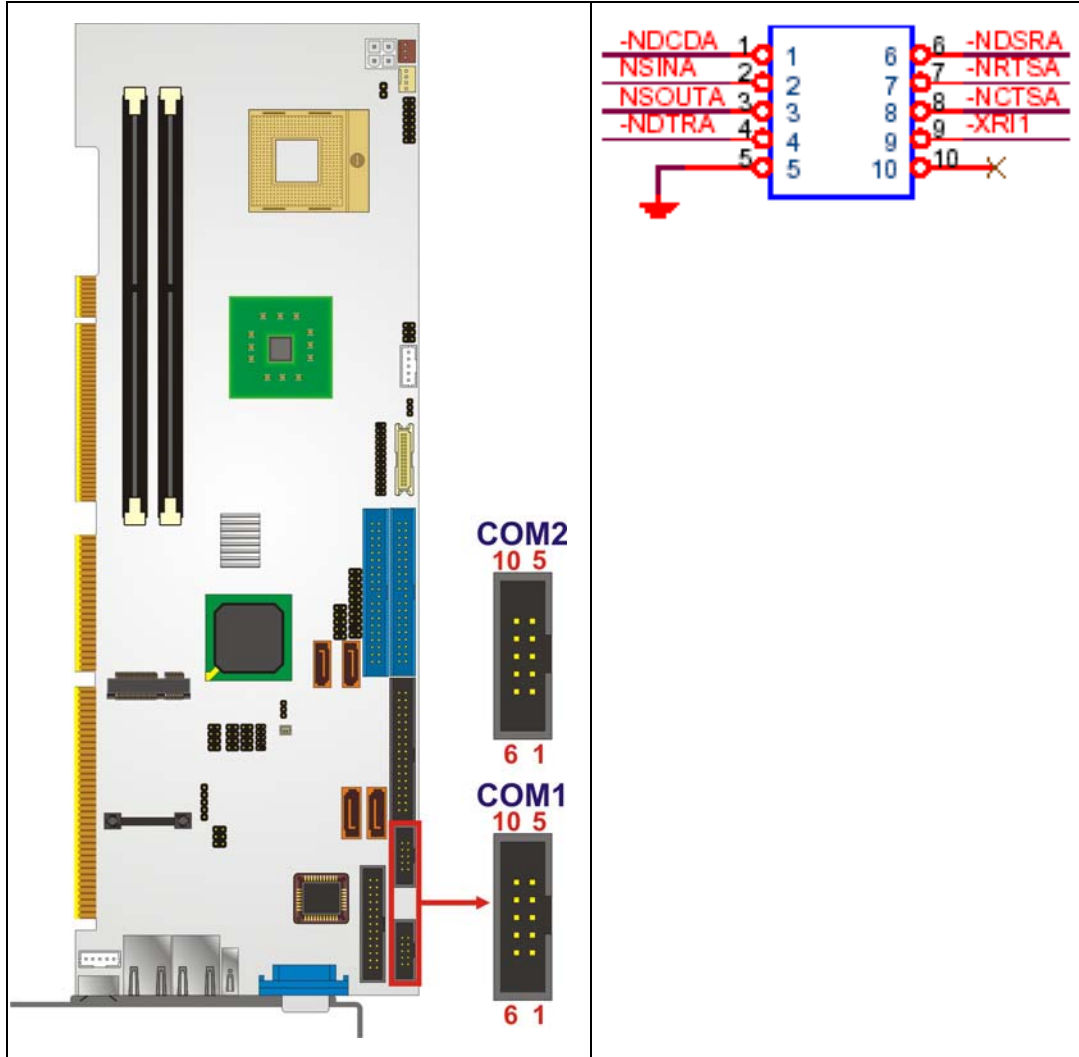 COM2
10 5
6 1
COM1
10 5
6 1
-NDCDA 1 1 6 6 -NDSRA
NSINA 2 2 7 7 -NRTSA
NSOUTA 3 3 8 8 -NCTSA
-NDTRA 4 4 9 9 -XRI1
5 5 10 10